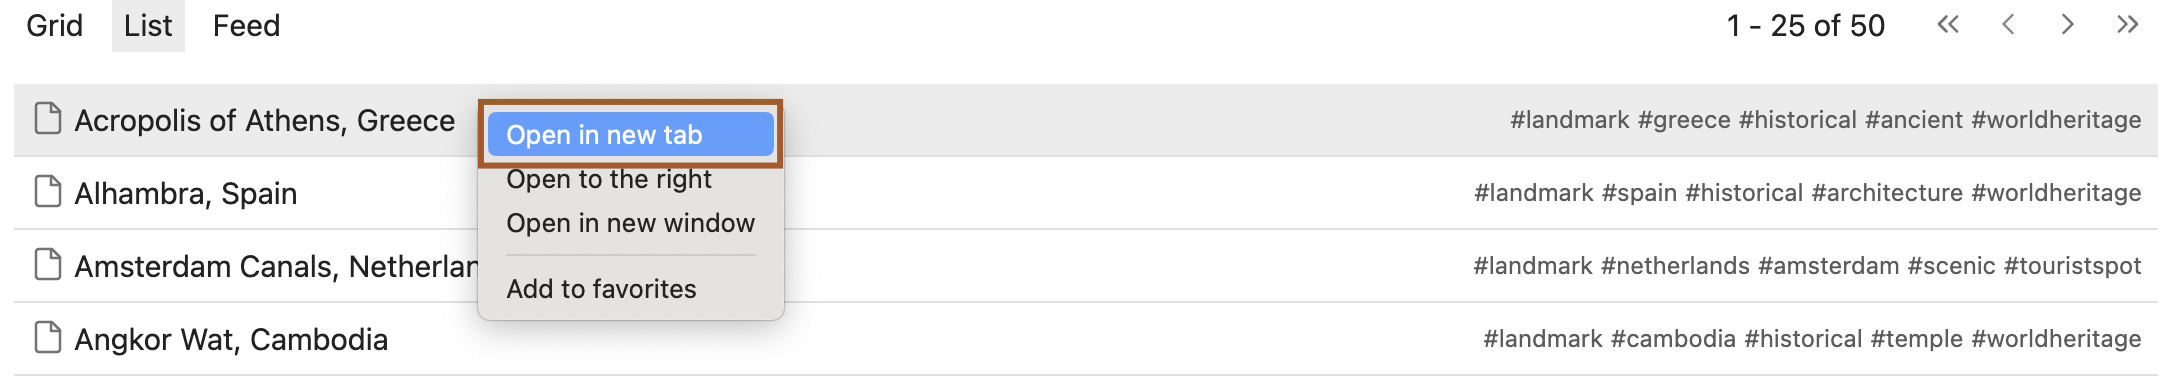 Grid List Feed 1 - 25 of 50
Acropolis of Athens, Greece #landmark #greece #historical #ancient #worldheritage
Open in new tab
Open to the right
Alhambra, Spain #landmark #spain #historical #architecture #worldheritage
Open in new window
Amsterdam Canals, #landmark #netherlands #amsterdam #scenic #touristspot
Add to favorites
Angkor Wat, Cambodia #landmark #cambodia #historical #temple #worldheritage